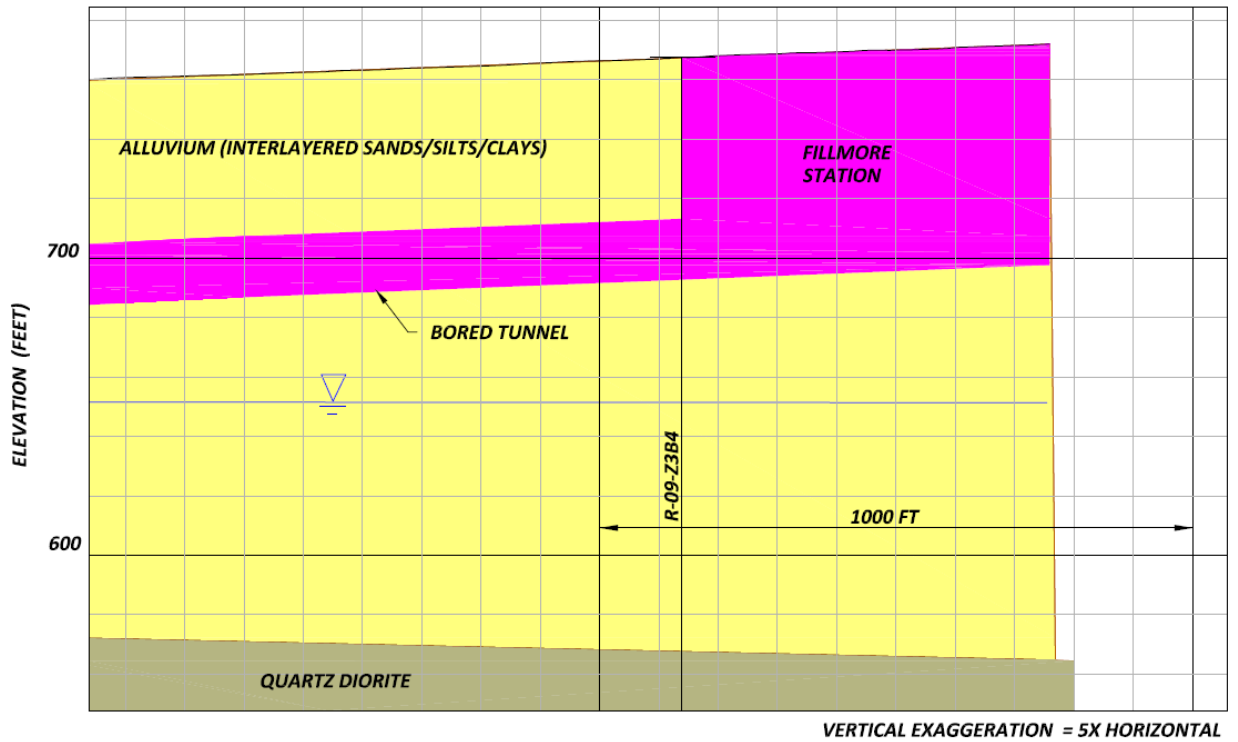 ALLUVIUM (INTERLAYERED SANDS/SILTS/CLAYS)
FILLMORE
STATION
700
BORED TUNNEL
ELEVATION (FEET)
R-09-Z3B4
1000 FT
600
QUARTZ DIORITE
VERTICAL EXAGGERATION = 5X HORIZONTAL